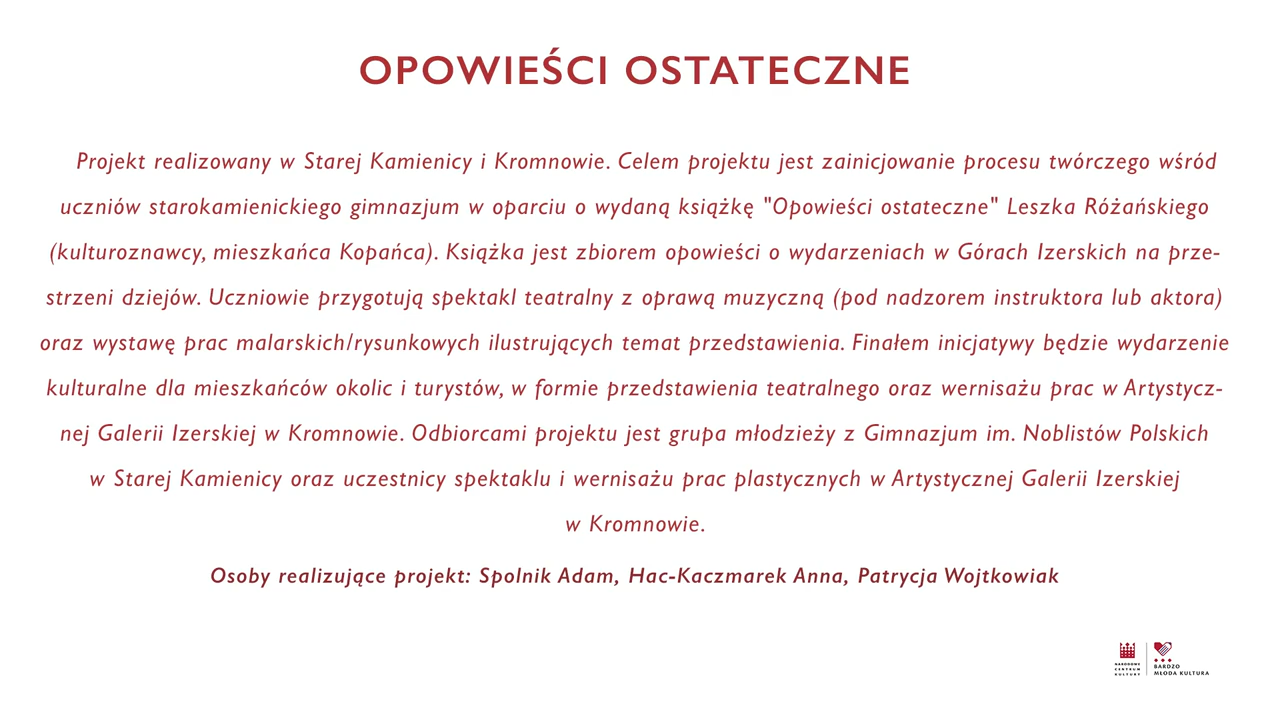 OPOWIEŚCI OSTATECZNE
Projekt realizowany w Starej Kamienicy i Kromnowie. Celem projektu jest zainicjowanie procesu twórczego wśród
uczniów starokamienickiego gimnazjum w oparciu o wydaną książkę "Opowieści ostateczne" Leszka Różańskiego
(kulturoznawcy, mieszkańca Kopańca). Książka jest zbiorem opowieści o wydarzeniach w Górach Izerskich na prze-
strzeni dziejów. Uczniowie przygotują spektakl teatralny z oprawą muzyczną (pod nadzorem instruktora lub aktora)
oraz wystawę prac malarskich/rysunkowych ilustrujących temat przedstawienia. Finałem inicjatywy będzie wydarzenie
kulturalne dla mieszkańców okolic i turystów, w formie przedstawienia teatralnego oraz wernisażu prac w Artystycz-
nej Galerii Izerskiej w Kromnowie. Odbiorcami projektu jest grupa młodzieży z Gimnazjum im. Noblistów Polskich
w Starej Kamienicy oraz uczestnicy spektaklu i wernisażu prac plastycznych w Artystycznej Galerii Izerskiej
w Kromnowie.
Osoby realizujące projekt: Spolnik Adam, Hac-Kaczmarek Anna, Patrycja Wojtkowiak
NARODOWE
CENTRUM
KULTURY
BARDZO
MŁODA KULTURA